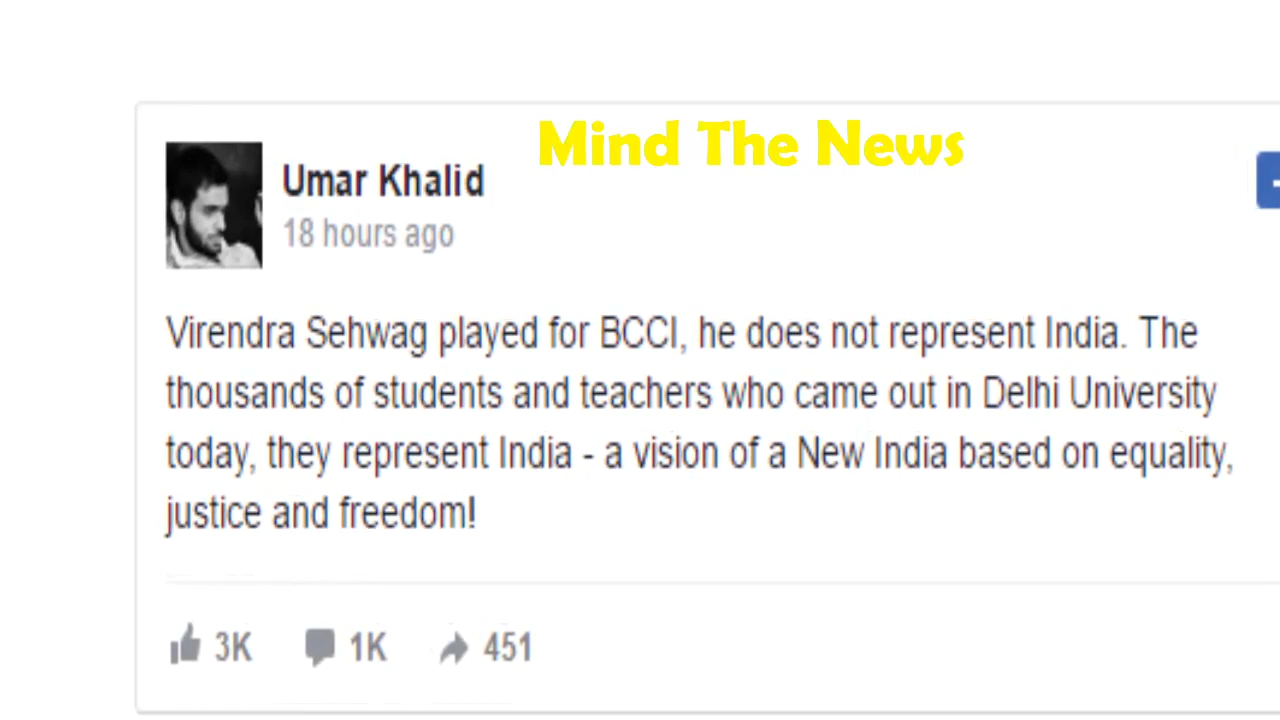 Mind The News
Umar Khalid
18 hours ago
Virendra Sehwag played for BCCI, he does not represent India. The
thousands of students and teachers who came out in Delhi University
today, they represent India - a vision of a New India based on equality,
justice and freedom!
3K 1K 451